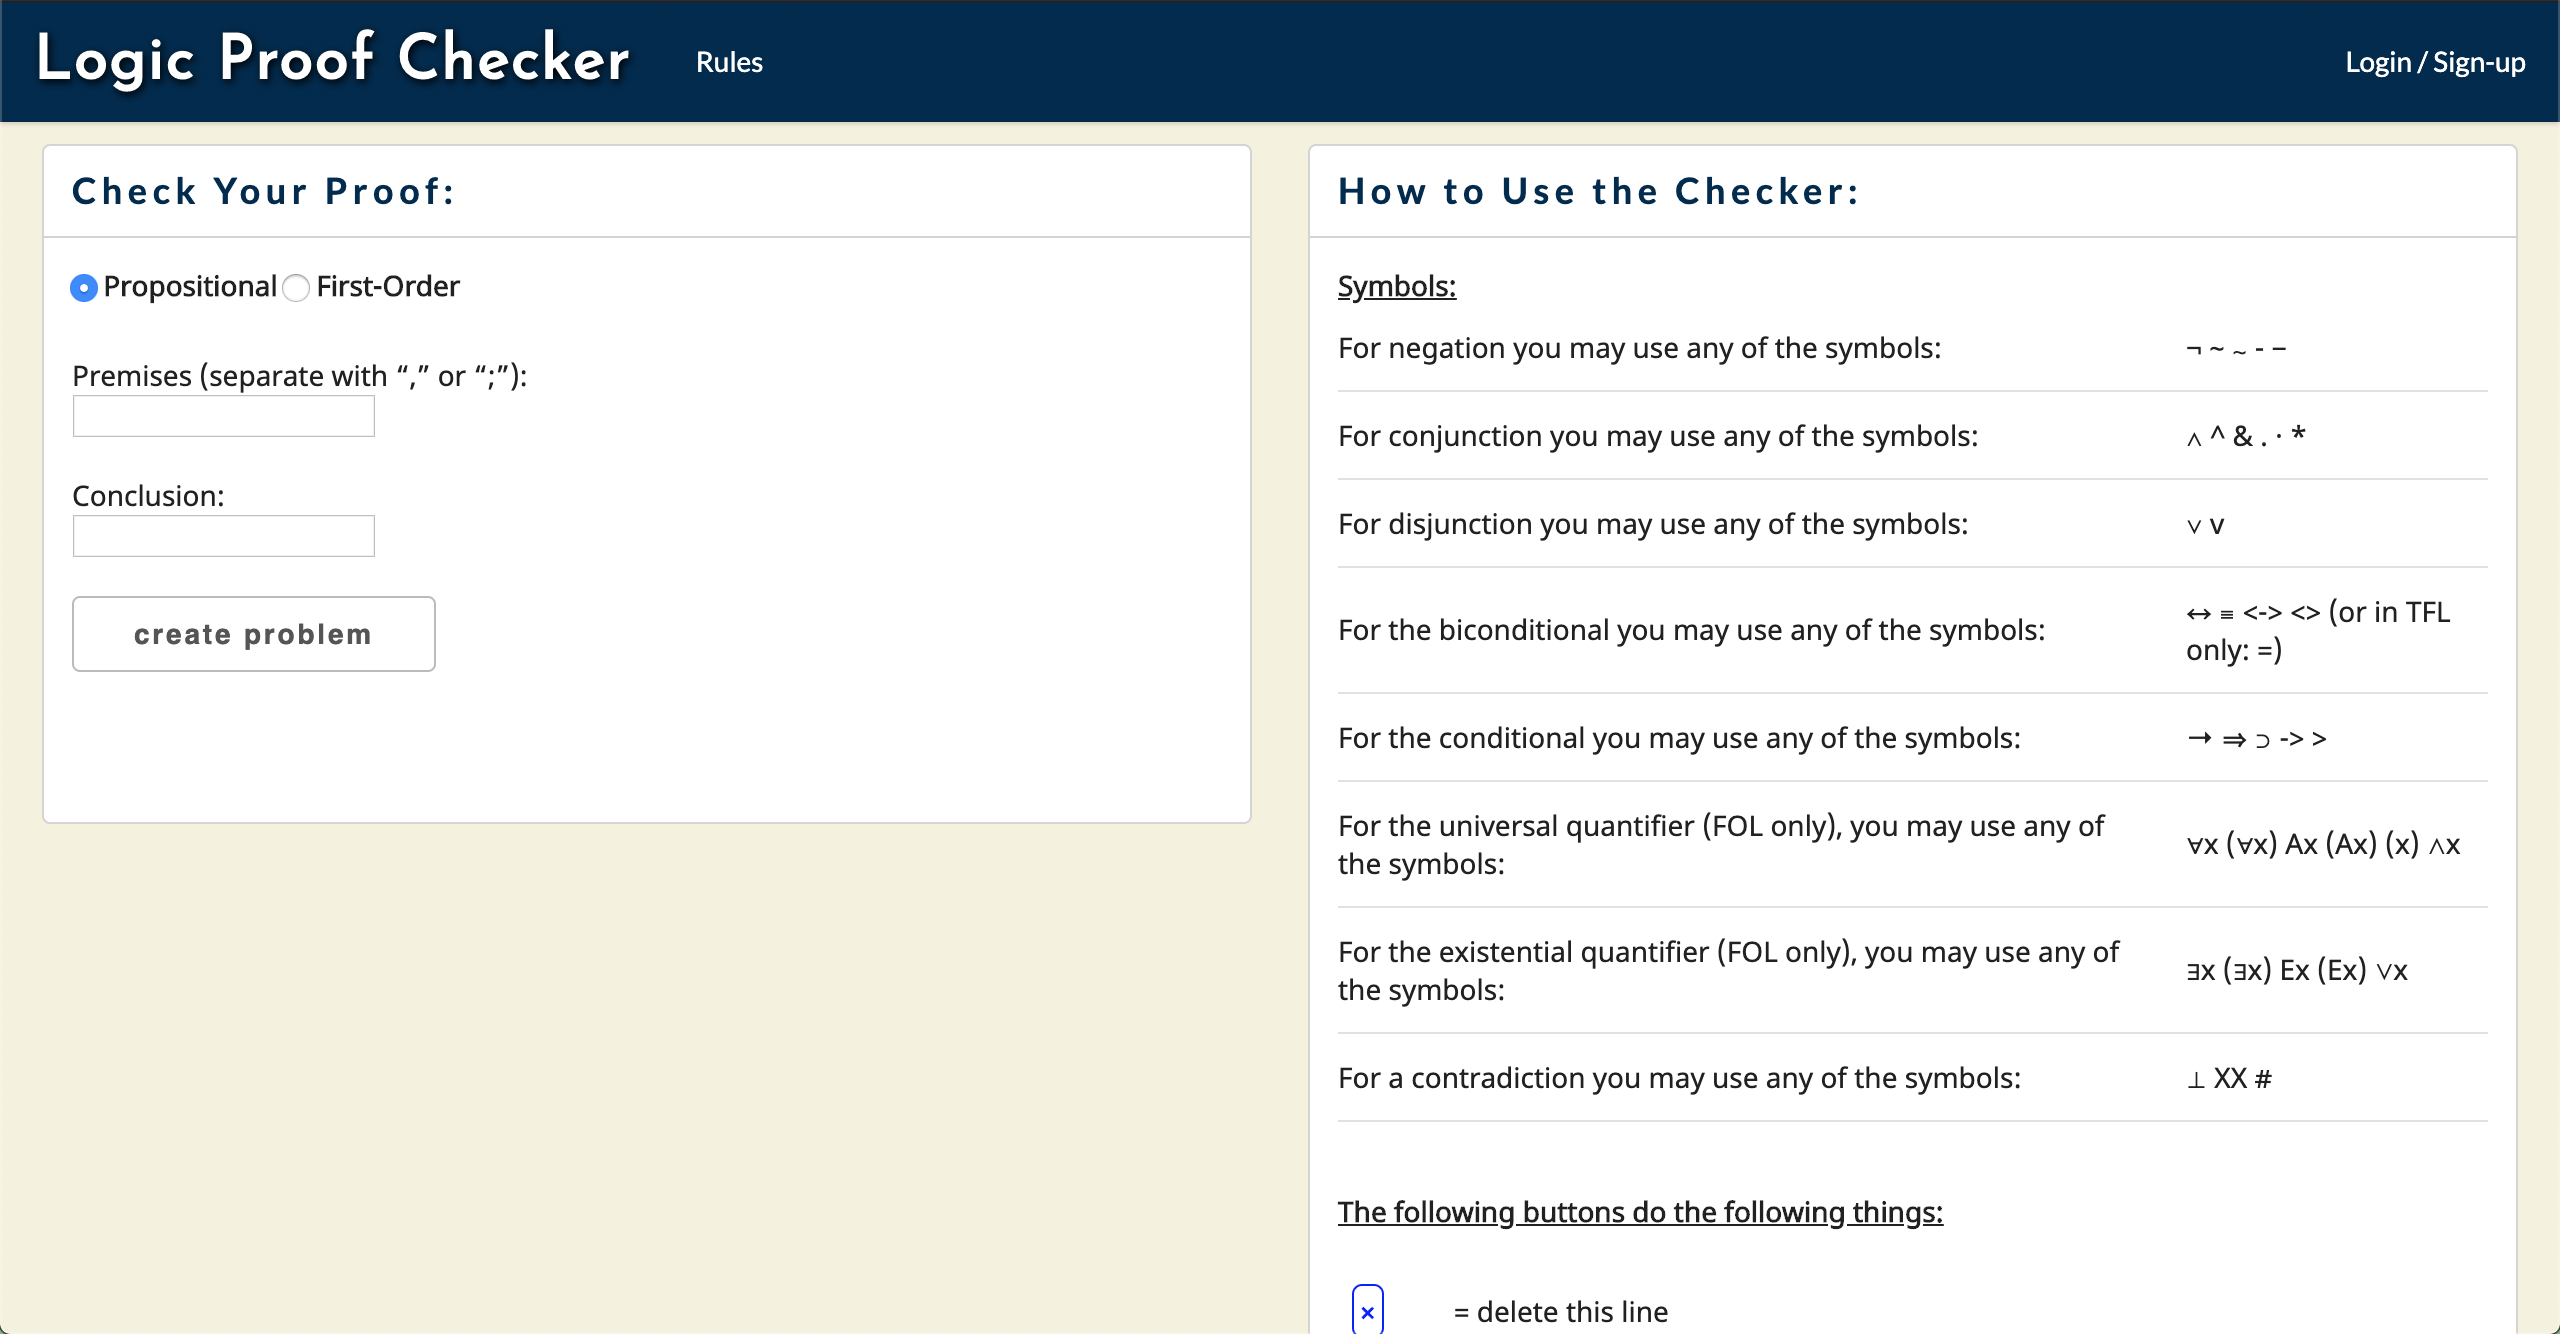 Logic Proof Checker
Rules
Login / Sign-up
Check Your Proof:
Propositional
First-Order
Premises (separate with “,” or “;”):
Conclusion:
create problem
How to Use the Checker:
Symbols:
For negation you may use any of the symbols: ¬ ~ ∼ - −
For conjunction you may use any of the symbols: ∧ ^ & . · *
For disjunction you may use any of the symbols: ∨ v
For the biconditional you may use any of the symbols: ↔ ≡ <-> <> (or in TFL
only: =)
For the conditional you may use any of the symbols: → ⇒ ⊃ -> >
For the universal quantifier (FOL only), you may use any of
the symbols: ∀x (∀x) Ax (Ax) (x) ⋀x
For the existential quantifier (FOL only), you may use any of
the symbols: ∃x (∃x) Ex (Ex) ⋁x
For a contradiction you may use any of the symbols: ⊥ XX #
The following buttons do the following things:
× = delete this line